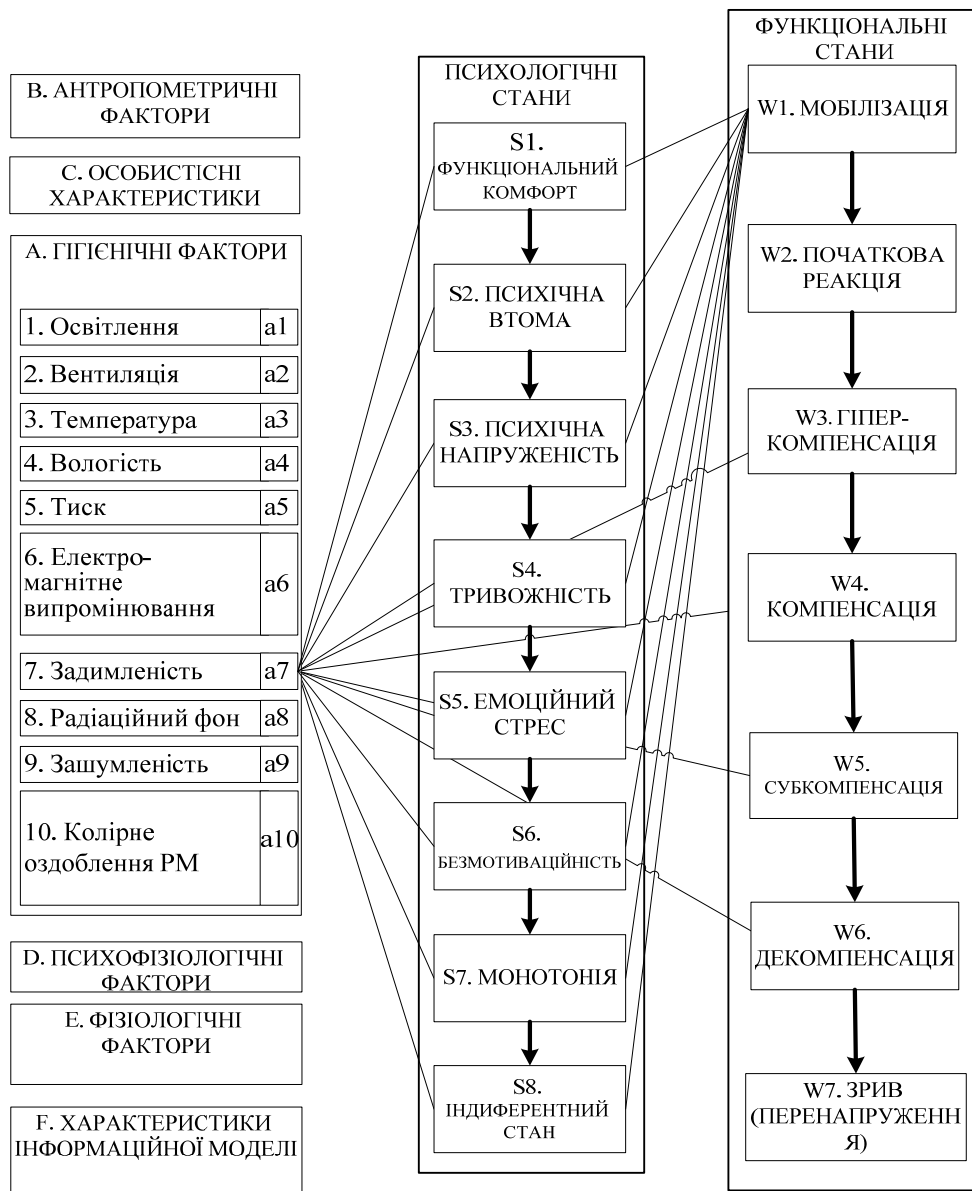 В. АНТРОПОМЕТРИЧНІ
ФАКТОРИ
С. ОСОБИСТІСНІ
ХАРАКТЕРИСТИКИ
А. ГІГІЄНІЧНІ ФАКТОРИ
1. Освітлення a1
2. Вентиляція a2
3. Температура a3
4. Вологість a4
5. Тиск a5
6. Електро-
магнітне
випромінювання
a6
7. Задимленість a7
8. Радіаційний фон a8
9. Зашумленість a9
10. Колірне
оздоблення РМ
a10
D. ПСИХОФІЗІОЛОГІЧНІ
ФАКТОРИ
Е. ФІЗІОЛОГІЧНІ
ФАКТОРИ
F. ХАРАКТЕРИСТИКИ
ІНФОРМАЦІЙНОЇ МОДЕЛІ
ПСИХОЛОГІЧНІ
СТАНИ
S1.
ФУНКЦІОНАЛЬНИЙ
КОМФОРТ
S2. ПСИХІЧНА
ВТОМА
S3. ПСИХІЧНА
НАПРУЖЕНІСТЬ
S4.
ТРИВОЖНІСТЬ
S5. ЕМОЦІЙНИЙ
СТРЕС
S6.
БЕЗМОТИВАЦІЙНІСТЬ
S7. МОНОТОНІЯ
S8.
ІНДИФЕРЕНТНИЙ
СТАН
ФУНКЦІОНАЛЬНІ
СТАНИ
W1. МОБІЛІЗАЦІЯ
W2. ПОЧАТКОВА
РЕАКЦІЯ
W3. ГІПЕР-
КОМПЕНСАЦІЯ
W4.
КОМПЕНСАЦІЯ
W5.
СУБКОМПЕНСАЦІЯ
W6.
ДЕКОМПЕНСАЦІЯ
W7. ЗРИВ
(ПЕРЕНАПРУЖЕНН
Я)